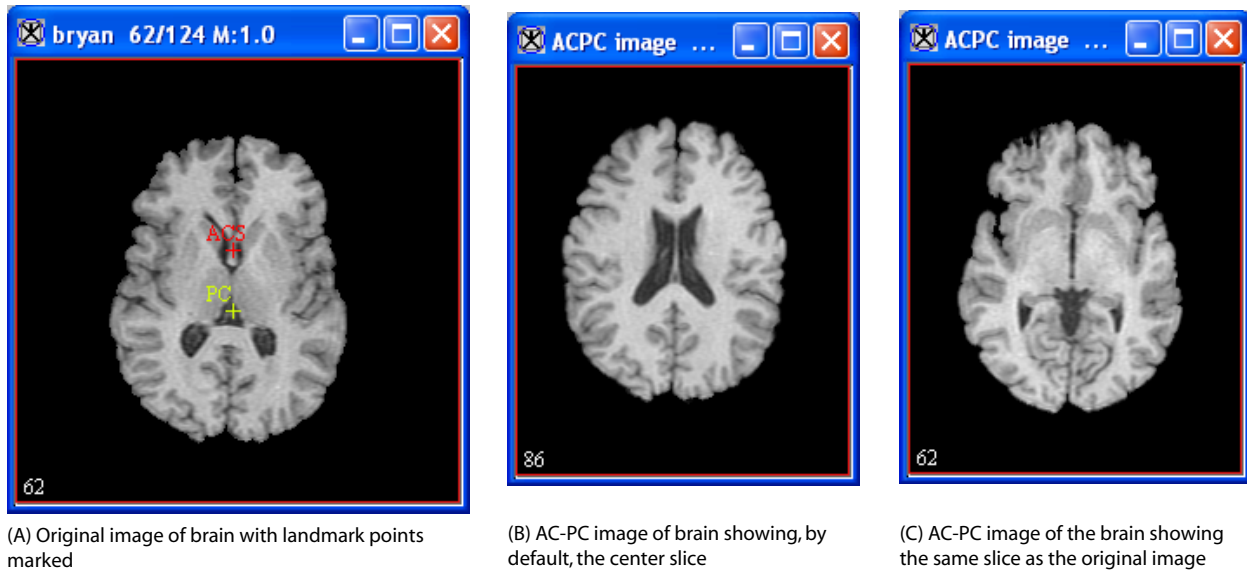 bryan 62/124 M:1.0
ACPC image ...
ACPC image ...
ACS
PC
62
86
62
(A) Original image of brain with landmark points
marked
(B) AC-PC image of brain showing, by
default, the center slice
(C) AC-PC image of the brain showing
the same slice as the original image